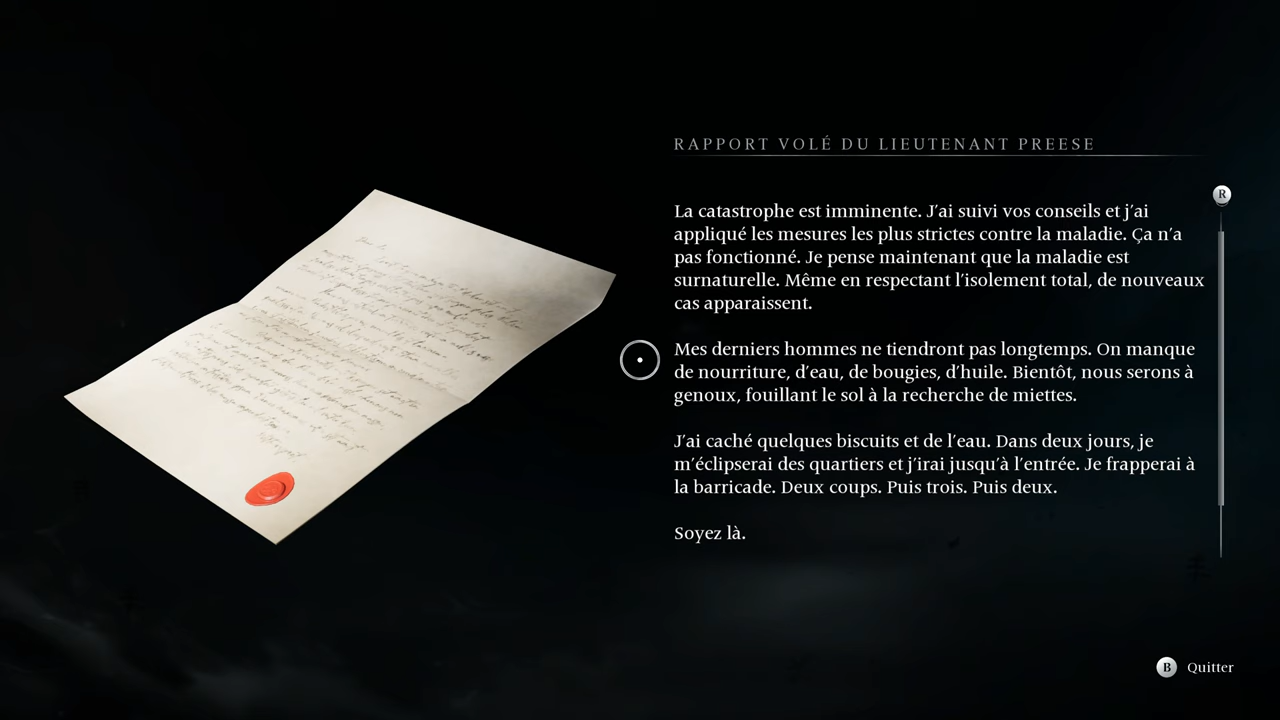 RAPPORT VOLÉ DU LIEUTENANT PREESE
R
La catastrophe est imminente. J'ai suivi vos conseils et j'ai
appliqué les mesures les plus strictes contre la maladie. Ça n'a
pas fonctionné. Je pense maintenant que la maladie est
surnaturelle. Même en respectant l'isolement total, de nouveaux
cas apparaissent.
Mes derniers hommes ne tiendront pas longtemps. On manque
de nourriture, d'eau, de bougies, d'huile. Bientôt, nous serons à
genoux, fouillant le sol à la recherche de miettes.
J'ai caché quelques biscuits et de l'eau. Dans deux jours, je
m'éclipserai des quartiers et j'irai jusqu'à l'entrée. Je frapperai à
la barricade. Deux coups. Puis trois. Puis deux.
Soyez là.
B Quitter